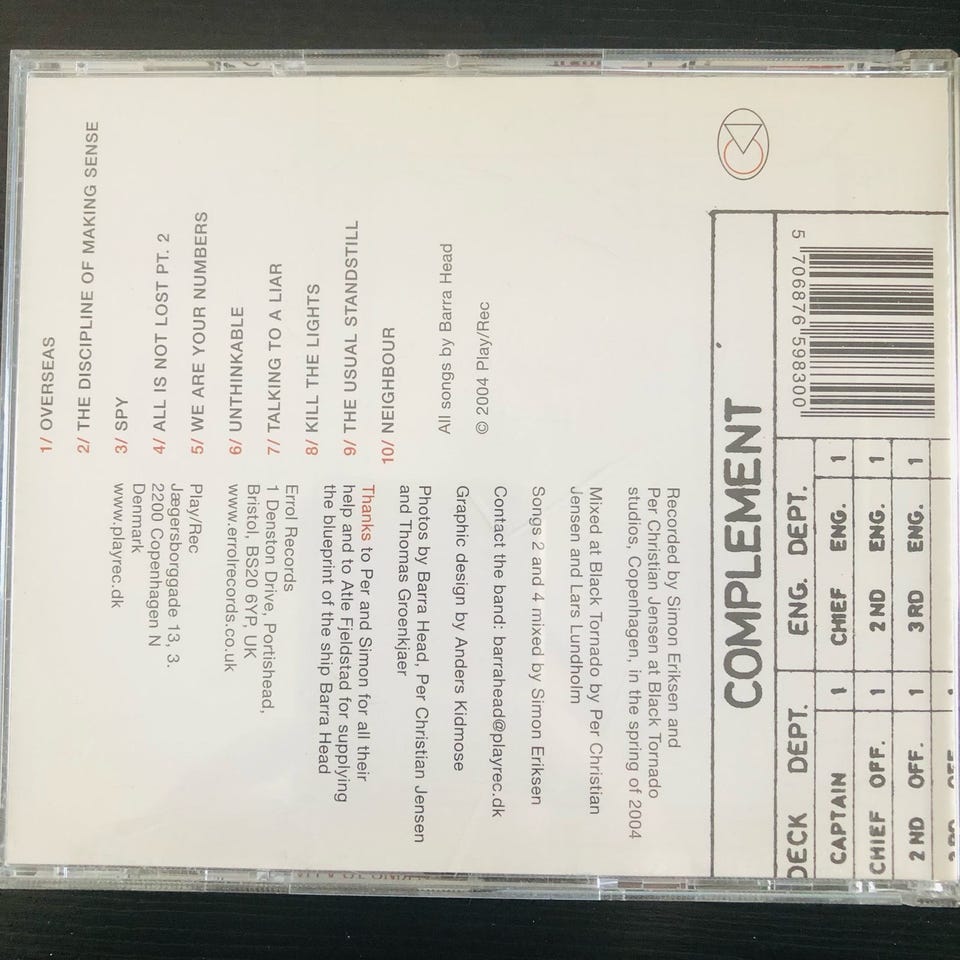 1/ OVERSEAS
2/ THE DISCIPLINE OF MAKING SENSE
3/ SPY
4/ ALL IS NOT LOST PT. 2
5/ WE ARE YOUR NUMBERS
6/ UNTHINKABLE
7/ TALKING TO A LIAR
8/ KILL THE LIGHTS
9/ THE USUAL STANDSTILL
10/ NEIGHBOUR
All songs by Barra Head
© 2004 Play/Rec
Recorded by Simon Eriksen and
Per Christian Jensen at Black Tornado
studios, Copenhagen, in the spring of 2004
Mixed at Black Tornado by Per Christian
Jensen and Lars Lundholm
Songs 2 and 4 mixed by Simon Eriksen
Contact the band: barrahead@playrec.dk
Graphic design by Anders Kidmose
Photos by Barra Head, Per Christian Jensen
and Thomas Groenkjaer
Thanks to Per and Simon for all their
help and to Atle Fjeldstad for supplying
the blueprint of the ship Barra Head
Errol Records
1 Denston Drive, Portishead,
Bristol, BS20 6YP, UK
www.errolrecords.co.uk
Play/Rec
Jægersborggade 13, 3.
2200 Copenhagen N
Denmark
www.playrec.dk
COMPLEMENT
DECK DEPT. ENG. DEPT.
CAPTAIN 1 CHIEF ENG. 1
CHIEF OFF. 1 2ND ENG. 1
2ND OFF. 1 3RD ENG. 1
5 706876 598300